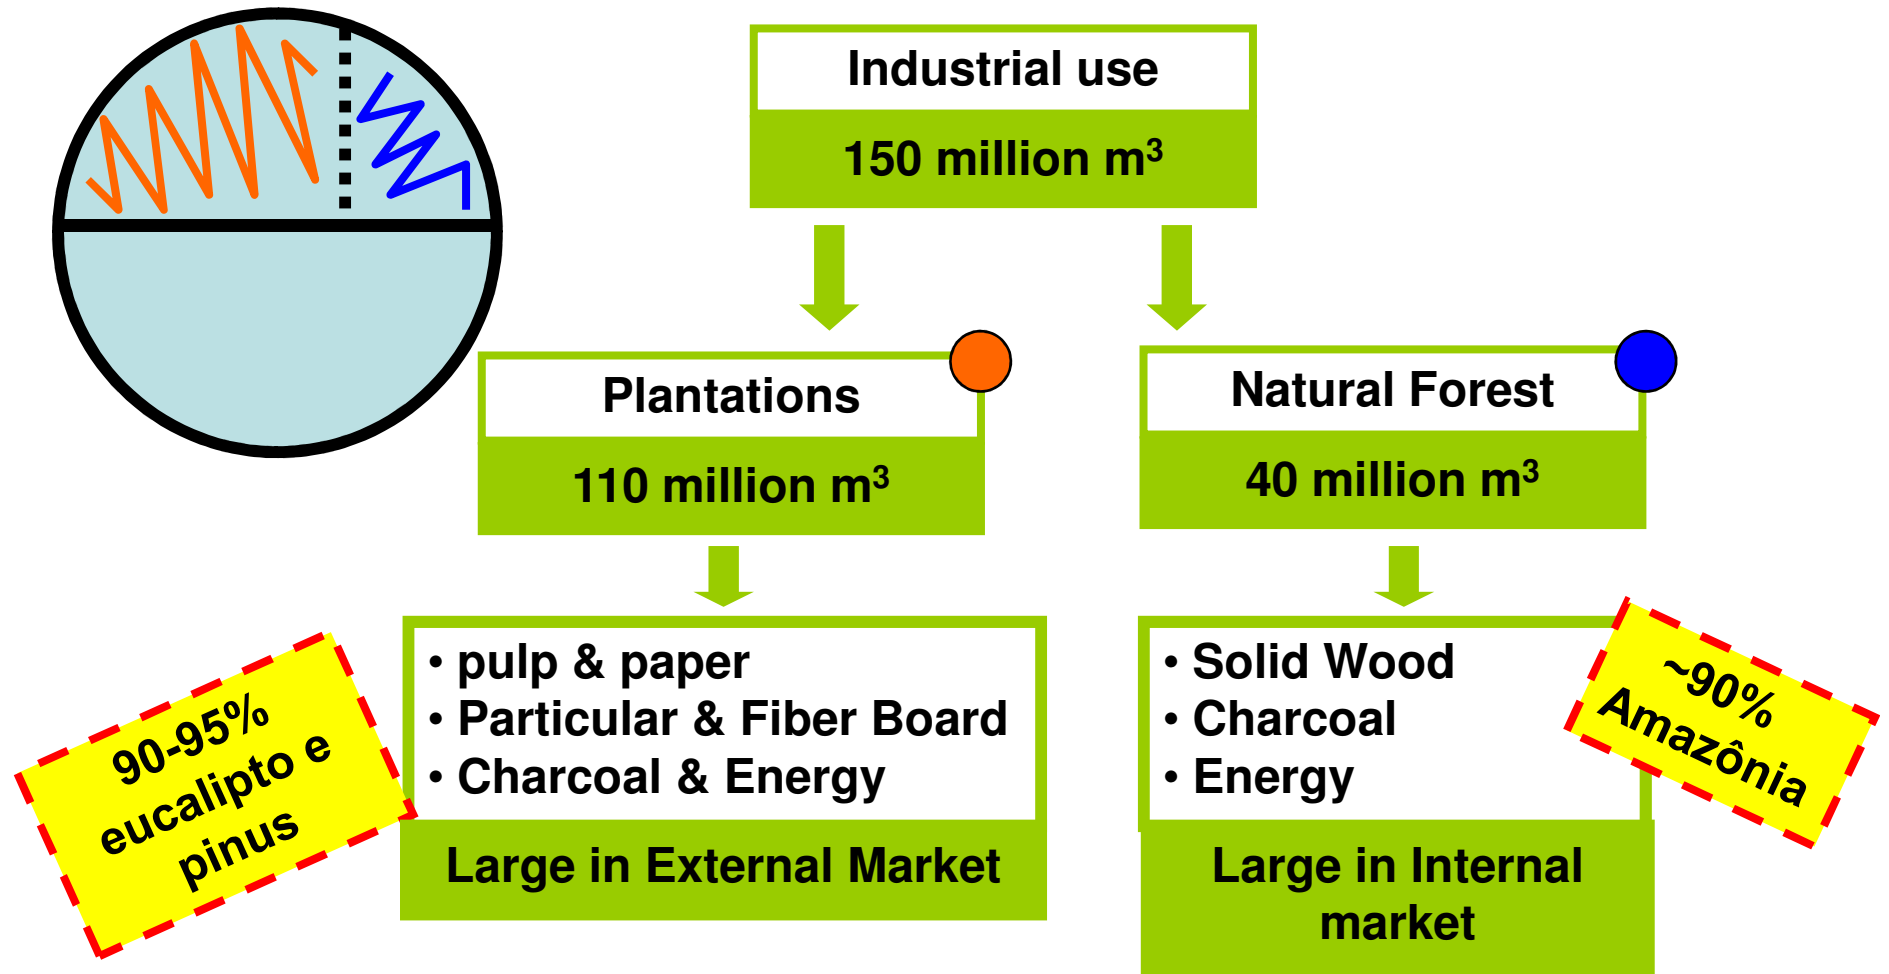 Industrial use
150 million m³
Plantations
110 million m³
Natural Forest
40 million m³
• pulp & paper
• Particular & Fiber Board
• Charcoal & Energy
Large in External Market
90-95%
eucalipto e
pinus
• Solid Wood
• Charcoal
• Energy
Large in Internal
market
~90%
Amazônia